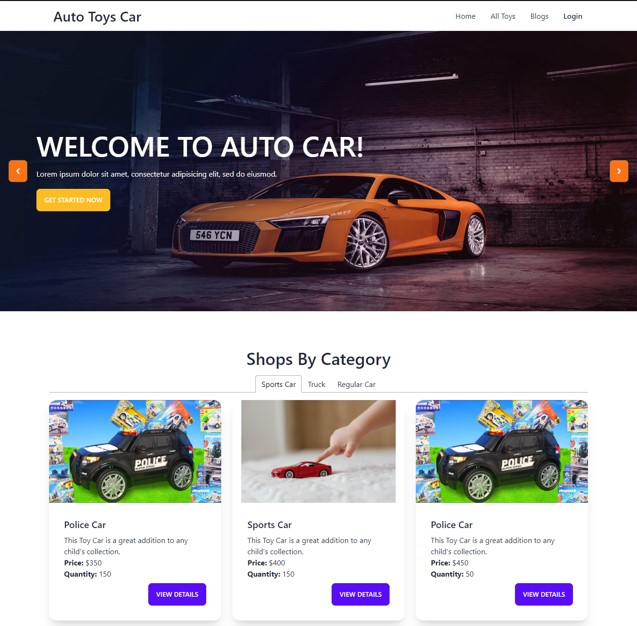 Auto Toys Car
Home All Toys Blogs Login
WELCOME TO AUTO CAR!
Lorem ipsum dolor sit amet, consectetur adipisicing elit, sed do eiusmod.
GET STARTED NOW
546 YCN
Shops By Category
Sports Car Truck Regular Car
POLICE
POLICE
Police Car
This Toy Car is a great addition to any
child's collection.
Price: $350
Quantity: 150
VIEW DETAILS
Sports Car
This Toy Car is a great addition to any
child's collection.
Price: $400
Quantity: 150
VIEW DETAILS
Police Car
This Toy Car is a great addition to any
child's collection.
Price: $450
Quantity: 50
VIEW DETAILS